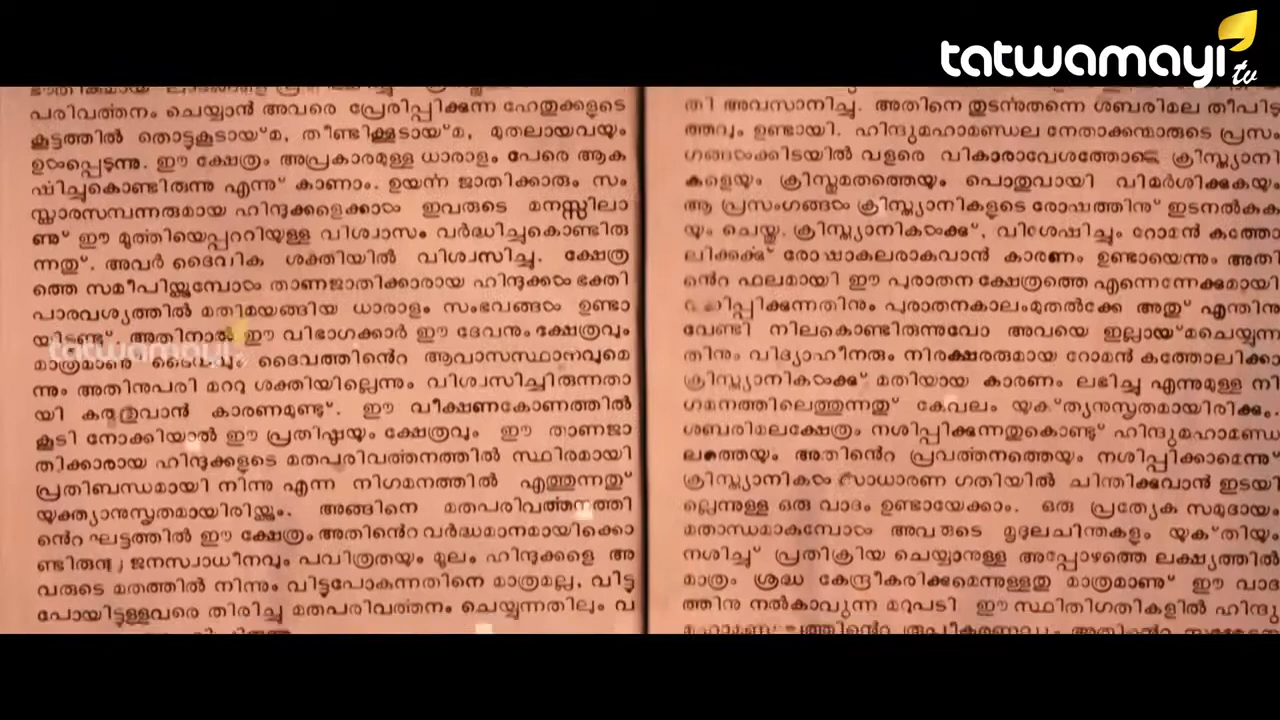 tatwamayi
tv
പരിവർത്തനം ചെയ്യാൻ അവരെ പ്രേരിപ്പിക്കുന്ന ഹേതുക്കളുടെ
കൂട്ടത്തിൽ തൊട്ടുകൂടായ്മ, തീണ്ടിക്കൂടായ്മ, മുതലായവയും
ഉൾപ്പെടുന്നു. ഈ ക്ഷേത്രം അപ്രകാരമുള്ള ധാരാളം പേരെ ആക
ഷിച്ചുകൊണ്ടിരുന്നു എന്നു് കാണാം. ഉയർന്ന ജാതിക്കാരും സം
സ്ക്കാരസമ്പന്നരുമായ ഹിന്ദുക്കളെക്കാൾ ഇവരുടെ മനസ്സിലാ
ണു് ഈ മൂർത്തിയെപ്പററിയുള്ള വിശ്വാസം വർദ്ധിച്ചുകൊണ്ടിരു
ന്നതു്. അവർ ദൈവിക ശക്തിയിൽ വിശ്വസിച്ചു. ക്ഷേത്ര
ത്തെ സമീപിയ്ക്കുമ്പോൾ താണജാതിക്കാരായ ഹിന്ദുക്കൾ ഭക്തി
പാരവശ്യത്തിൽ മതിമയങ്ങിയ ധാരാളം സംഭവങ്ങൾ ഉണ്ടാ
യിട്ടുണ്ടു് അതിനാൽ ഈ വിഭാഗക്കാർ ഈ ദേവനും ക്ഷേത്രവും
മാത്രമാണു ദൈവവും ദൈവത്തിൻെറ ആവാസസ്ഥാനവുമെ
ന്നും അതിനുപരി മററു ശക്തിയില്ലെന്നും വിശ്വസിച്ചിരുന്നതാ
യി കരുതുവാൻ കാരണമുണ്ടു്. ഈ വീക്ഷണകോണത്തിൽ
കൂടി നോക്കിയാൽ ഈ പ്രതിഷ്ഠയും ക്ഷേത്രവും ഈ താണജാ
തിക്കാരായ ഹിന്ദുക്കളുടെ മതപരിവർത്തനത്തിൽ സ്ഥിരമായി
പ്രതിബന്ധമായി നിന്നു എന്ന നിഗമനത്തിൽ എത്തുന്നതു്
യുക്ത്യാനുസൃതമായിരിയ്ക്കും. അങ്ങിനെ മതപരിവർത്തനത്തി
ൻെറ ഘട്ടത്തിൽ ഈ ക്ഷേത്രം അതിൻെറ വർദ്ധമാനമായിക്കൊ
ണ്ടിരുന്ന ജനസ്വാധീനവും പവിത്രതയും മൂലം ഹിന്ദുക്കളെ അ
വരുടെ മതത്തിൽ നിന്നും വിട്ടുപോകുന്നതിനെ മാത്രമല്ല, വിട്ടു
പോയിട്ടുള്ളവരെ തിരിച്ചു മതപരിവർത്തനം ചെയ്യുന്നതിലും വ
തി അവസാനിച്ചു. അതിനെ തുടർന്നുതന്നെ ശബരിമല തീപിടു
ത്തവും ഉണ്ടായി. ഹിന്ദുമഹാമണ്ഡല നേതാക്കന്മാരുടെ പ്രസം
ഗങ്ങൾക്കിടയിൽ വളരെ വികാരാവേശത്തോടെ ക്രിസ്ത്യാനി
കളെയും ക്രിസ്തുമതത്തെയും പൊതുവായി വിമർശിക്കുകയും
ആ പ്രസംഗങ്ങൾ ക്രിസ്ത്യാനികളുടെ രോഷത്തിനു് ഇടനൽകുക
യും ചെയ്തു. ക്രിസ്ത്യാനികൾക്കു്, വിശേഷിച്ചും റോമൻ കത്തോ
ലിക്കർക്കു് രോഷാകുലരാകുവാൻ കാരണം ഉണ്ടായെന്നും അതി
ൻെറ ഫലമായി ഈ പുരാതന ക്ഷേത്രത്തെ എന്നെന്നേക്കുമായി
നശിപ്പിക്കുന്നതിനും പുരാതനകാലംമുതൽക്കേ അതു് എന്തിനു
വേണ്ടി നിലകൊണ്ടിരുന്നുവോ അവയെ ഇല്ലായ്മചെയ്യുന്ന
തിനും വിദ്യാഹീനരും നിരക്ഷരരുമായ റോമൻ കത്തോലിക്കാ
ക്രിസ്ത്യാനികൾക്കു് മതിയായ കാരണം ലഭിച്ചു എന്നുമുള്ള നി
ഗമനത്തിലെത്തുന്നതു് കേവലം യുക്ത്യനുസൃതമായിരിക്കും.
ശബരിമലക്ഷേത്രം നശിപ്പിക്കുന്നതുകൊണ്ടു് ഹിന്ദുമഹാമണ്ഡ
ലത്തെയും അതിൻെറ പ്രവർത്തനത്തെയും നശിപ്പിക്കാമെന്നു്
ക്രിസ്ത്യാനികൾ സാധാരണ ഗതിയിൽ ചിന്തിക്കുവാൻ ഇടയി
ല്ലെന്നുള്ള ഒരു വാദം ഉണ്ടായേക്കാം. ഒരു പ്രത്യേക സമുദായം
മതാന്ധമാകുമ്പോൾ അവരുടെ മൃദുലചിന്തകളും യുക്തിയും
നശിച്ചു് പ്രതിക്രിയ ചെയ്യാനുള്ള അപ്പോഴത്തെ ലക്ഷ്യത്തിൽ
മാത്രം ശ്രദ്ധ കേന്ദ്രീകരിക്കുമെന്നുള്ളതു മാത്രമാണു് ഈ വാദ
ത്തിനു നൽകാവുന്ന മറുപടി ഈ സ്ഥിതിഗതികളിൽ ഹിന്ദു